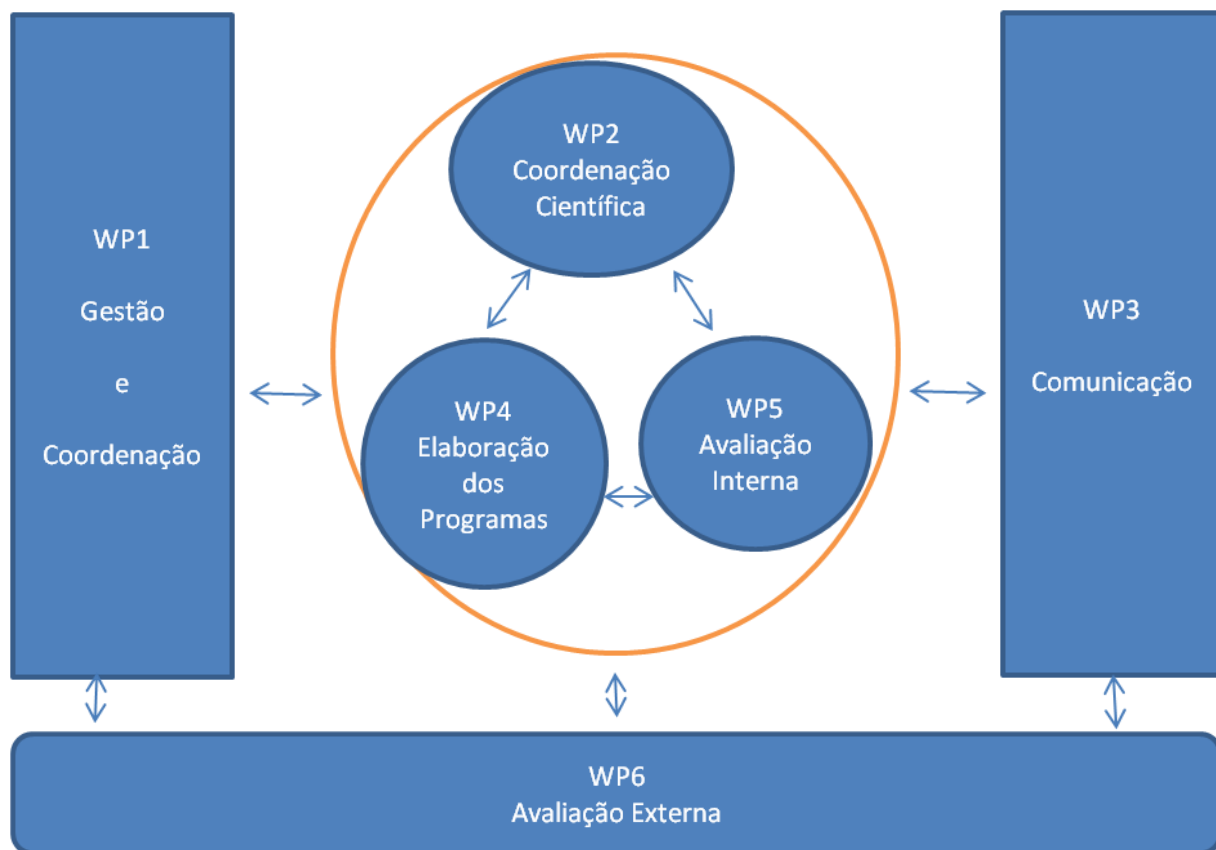 WP1
Gestão
e
Coordenação
WP2
Coordenação
Científica
WP4
Elaboração
dos
Programas
WP5
Avaliação
Interna
WP3
Comunicação
WP6
Avaliação Externa